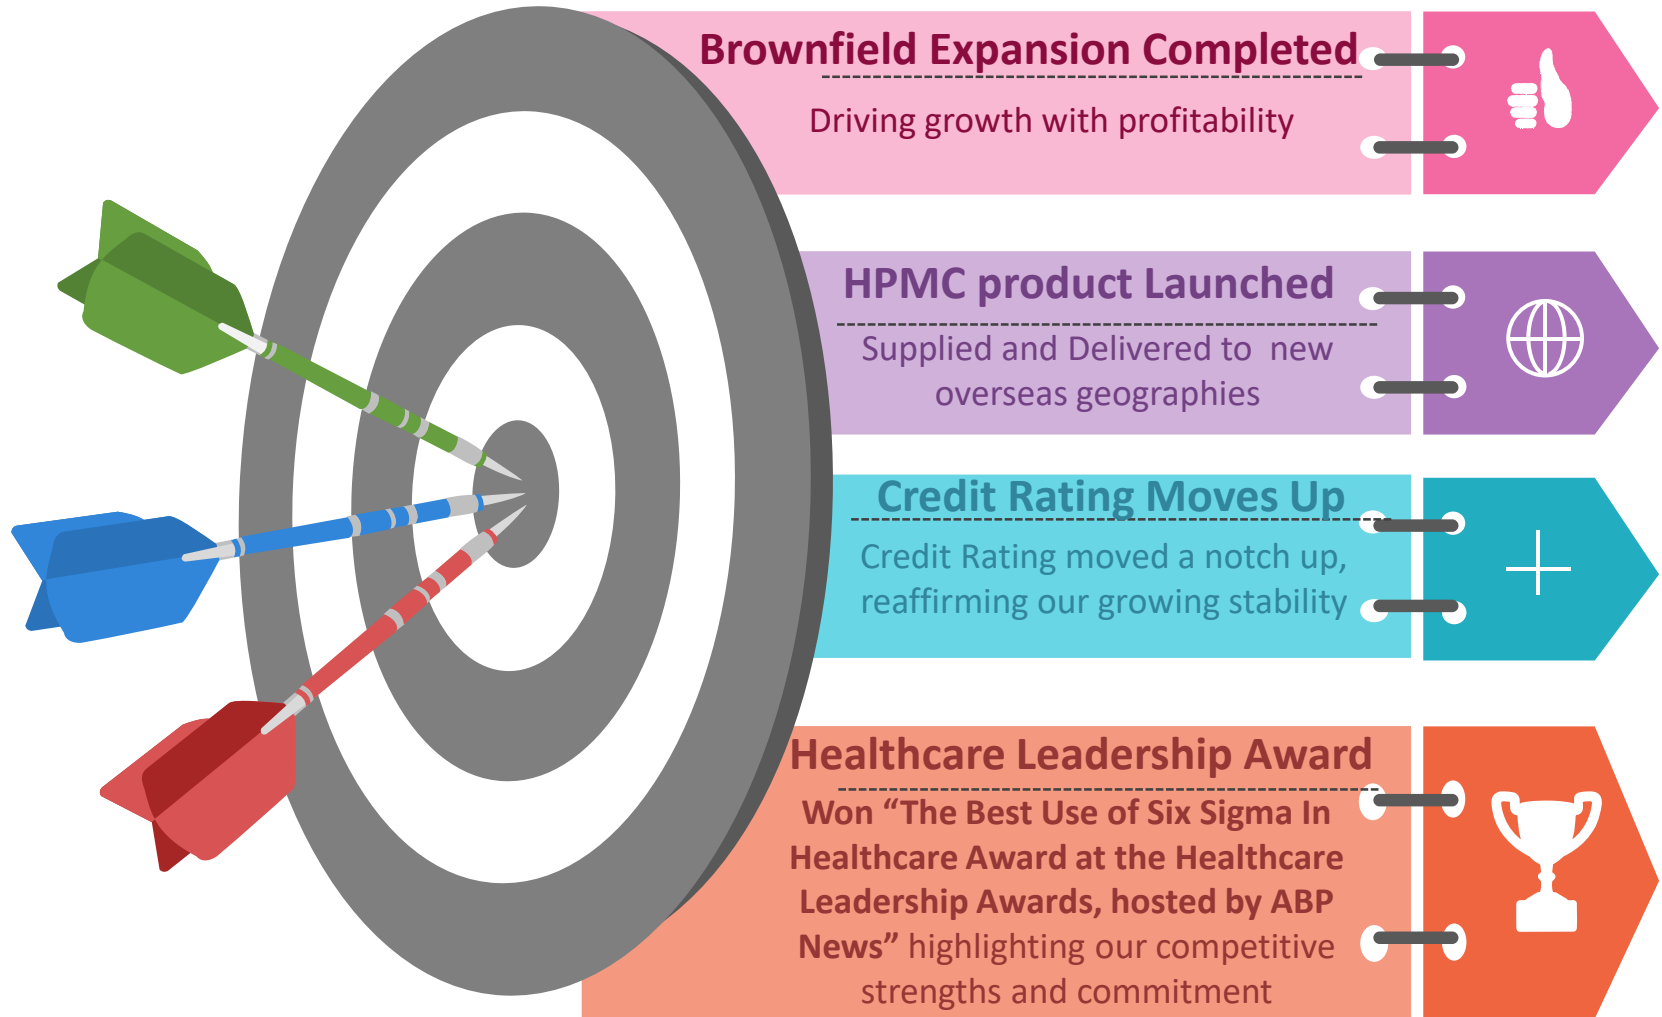 Brownfield Expansion Completed
Driving growth with profitability
HPMC product Launched
Supplied and Delivered to  new
overseas geographies
Credit Rating Moves Up
Credit Rating moved a notch up,
reaffirming our growing stability
Healthcare Leadership Award
Won “The Best Use of Six Sigma In
Healthcare Award at the Healthcare
Leadership Awards, hosted by ABP
News” highlighting our competitive
strengths and commitment